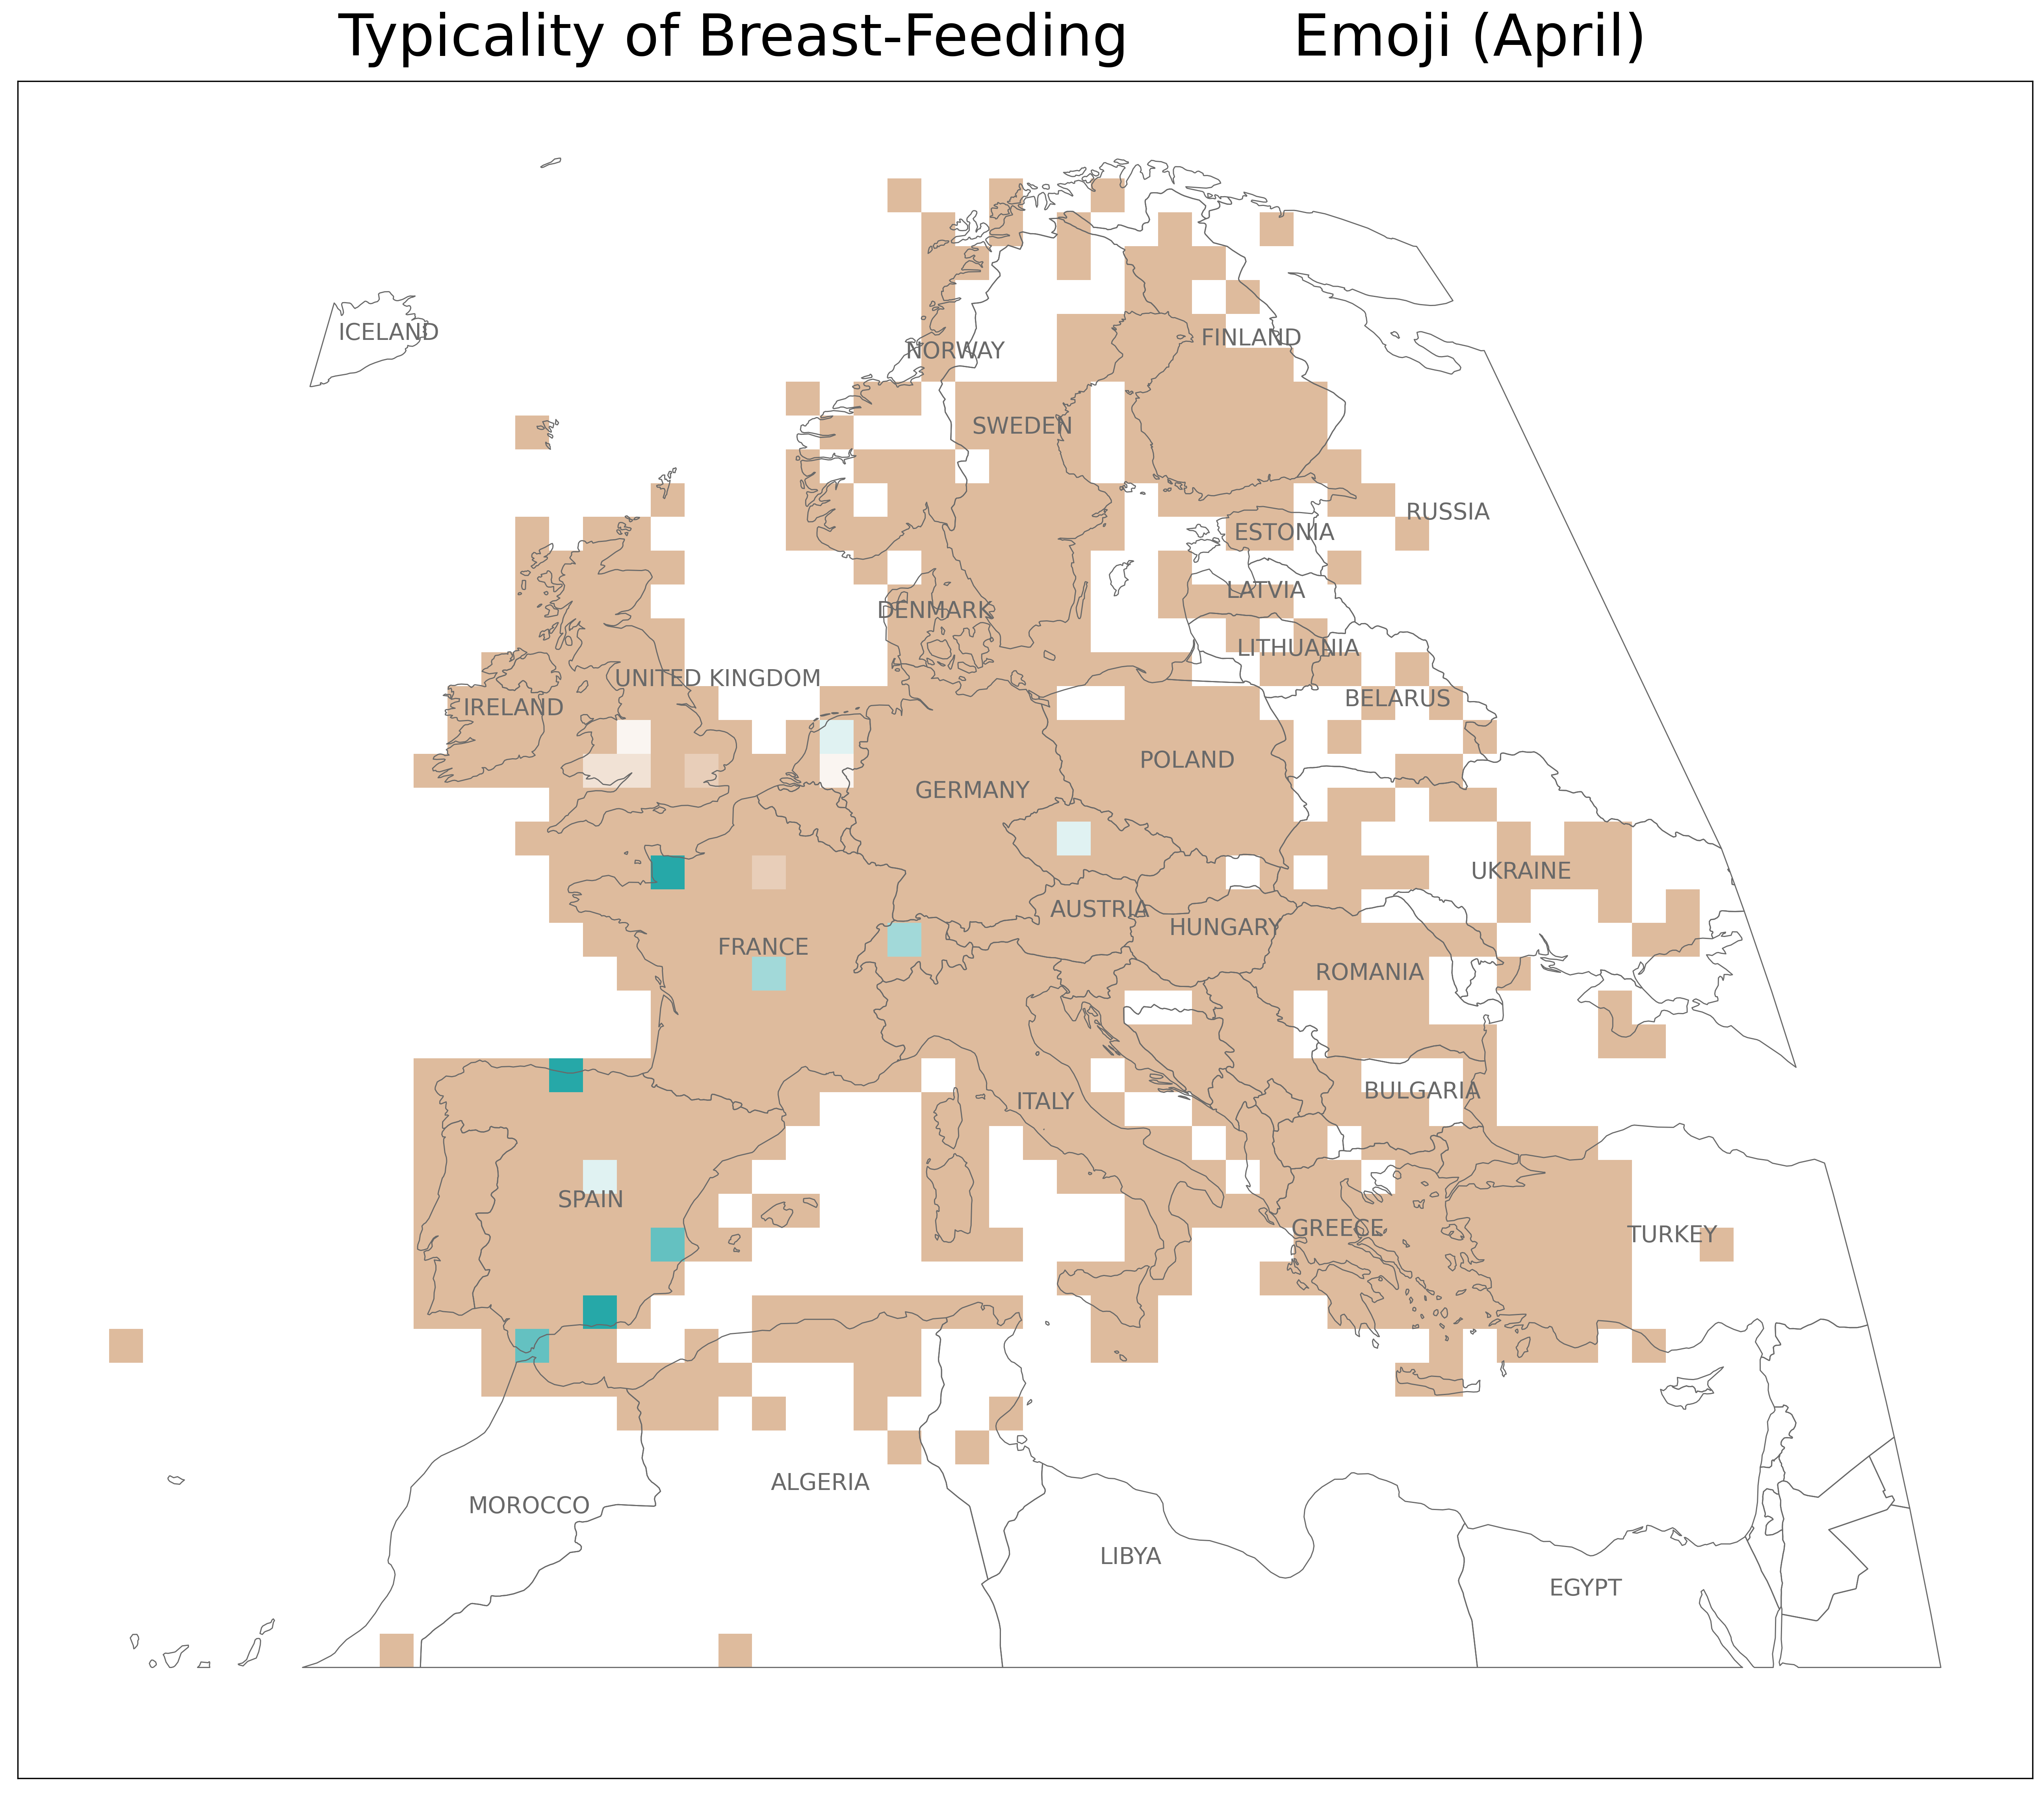 Typicality of Breast-Feeding Emoji (April)
ICELAND
FINLAND
NORWAY
SWEDEN
RUSSIA
ESTONIA
LATVIA
DENMARK
LITHUANIA
UNITED KINGDOM
BELARUS
IRELAND
POLAND
GERMANY
UKRAINE
AUSTRIA
HUNGARY
FRANCE
ROMANIA
BULGARIA
ITALY
SPAIN
GREECE
TURKEY
ALGERIA
MOROCCO
LIBYA
EGYPT